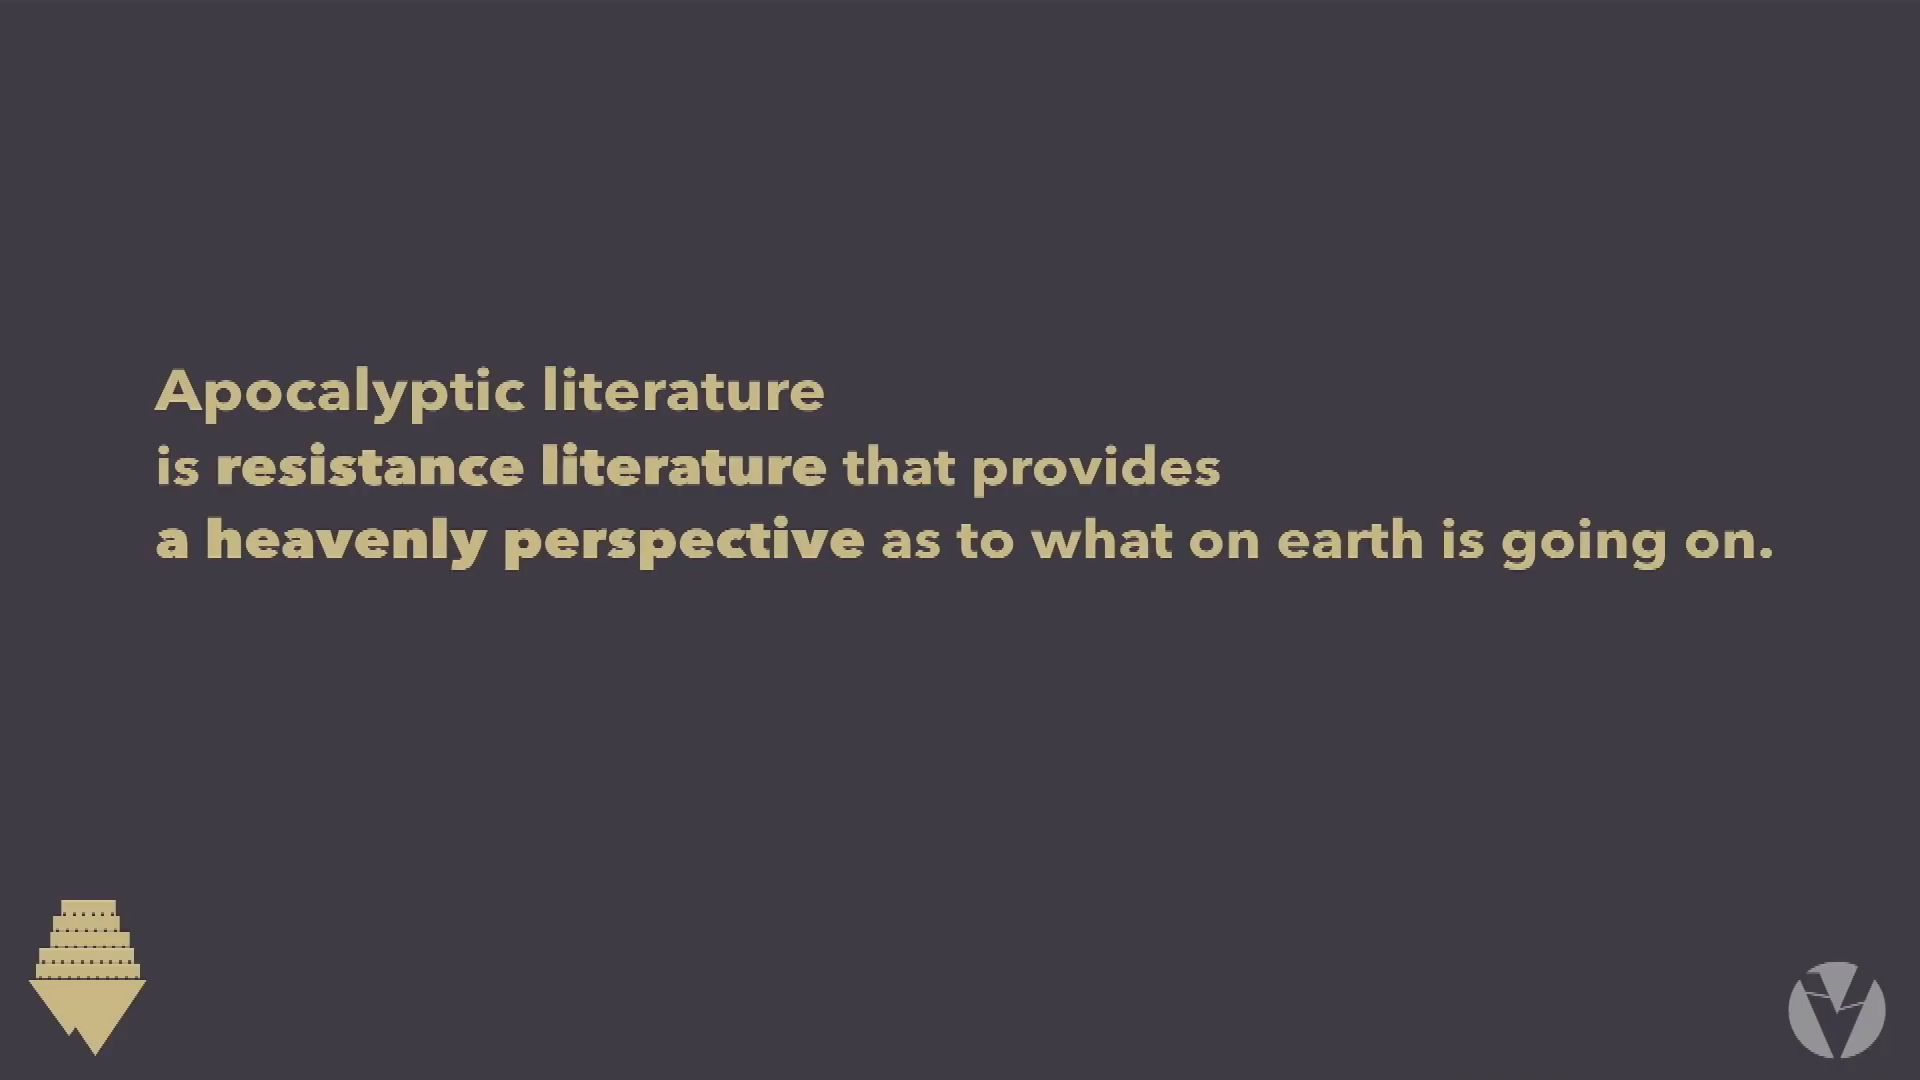 Apocalyptic literature
is resistance literature that provides
a heavenly perspective as to what on earth is going on.